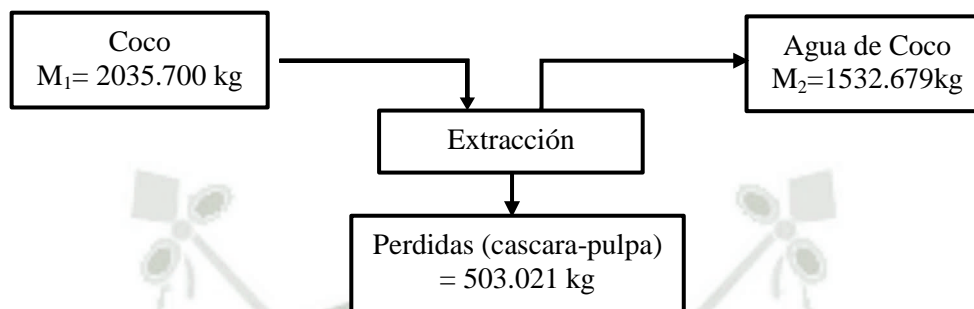 Coco
M₁= 2035.700 kg
Agua de Coco
M₂=1532.679kg
Extracción
Perdidas (cascara-pulpa)
= 503.021 kg